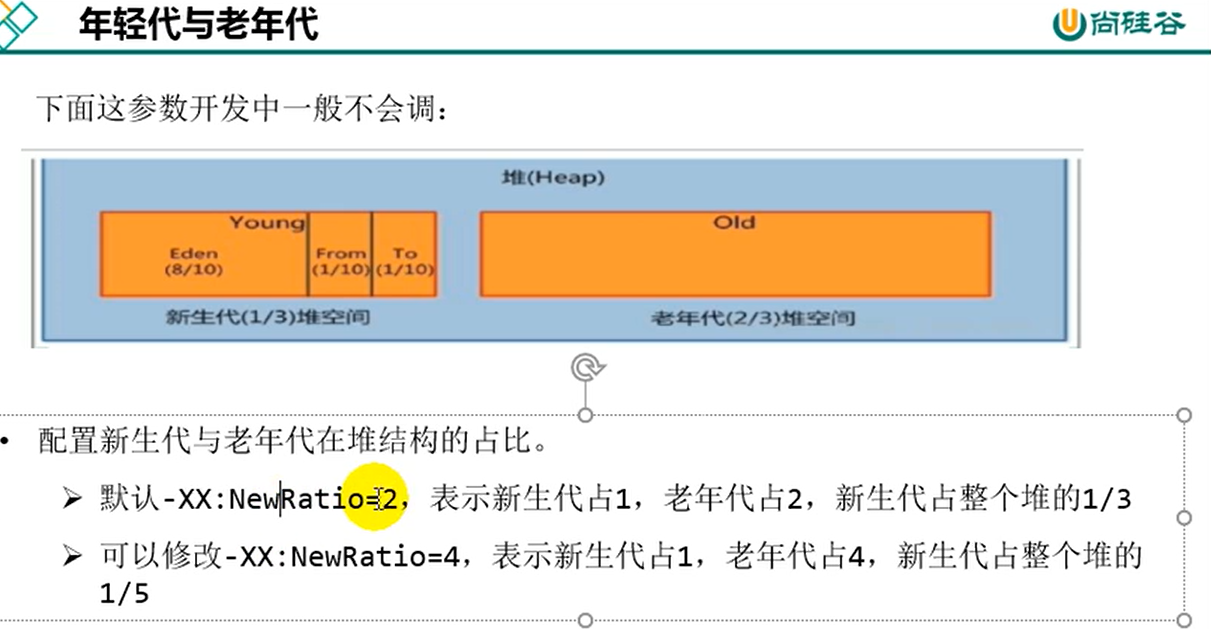 年轻代与老年代
尚硅谷
下面这参数开发中一般不会调：
堆(Heap)
Young
Old
Eden
(8/10)
From
(1/10)
To
(1/10)
新生代(1/3)堆空间
老年代(2/3)堆空间
• 配置新生代与老年代在堆结构的占比。
➢ 默认-XX:NewRatio=2，表示新生代占1，老年代占2，新生代占整个堆的1/3
➢ 可以修改-XX:NewRatio=4，表示新生代占1，老年代占4，新生代占整个堆的
1/5